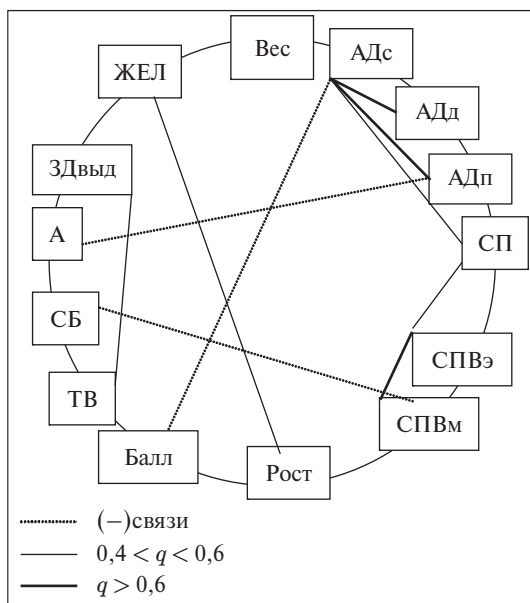 Вес
АДс
ЖЕЛ
АДд
ЗДвыд
АДп
А
СП
СБ
СПВэ
ТВ
СПВм
Балл
Рост
(−)связи
0,4 < q < 0,6
q > 0,6